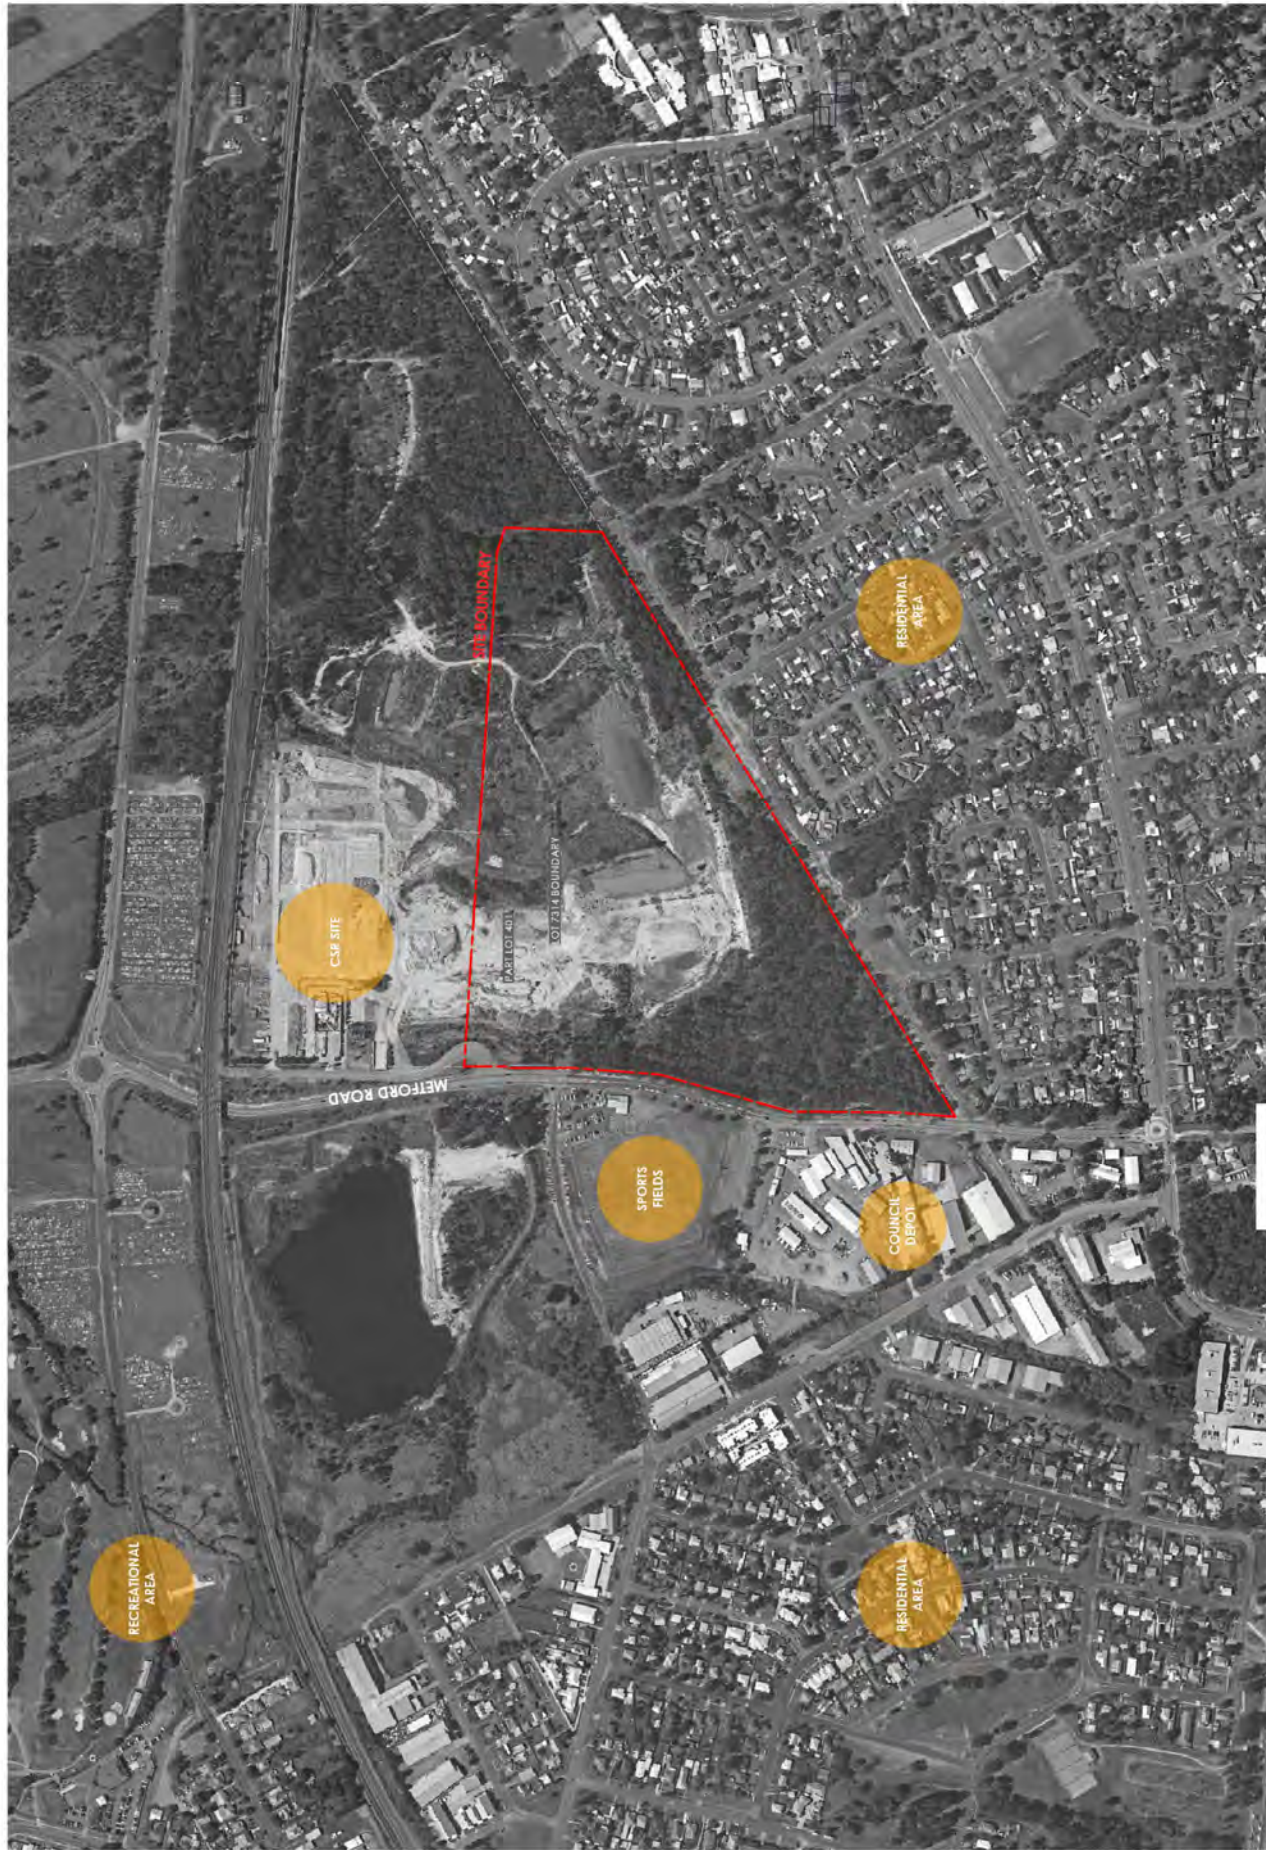 RECREATIONAL
AREA
CSR SITE
METFORD ROAD
SITE BOUNDARY
PART LOT 401
LOT 7314 BOUNDARY
SPORTS
FIELDS
COUNCIL
DEPOT
RESIDENTIAL
AREA
RESIDENTIAL
AREA